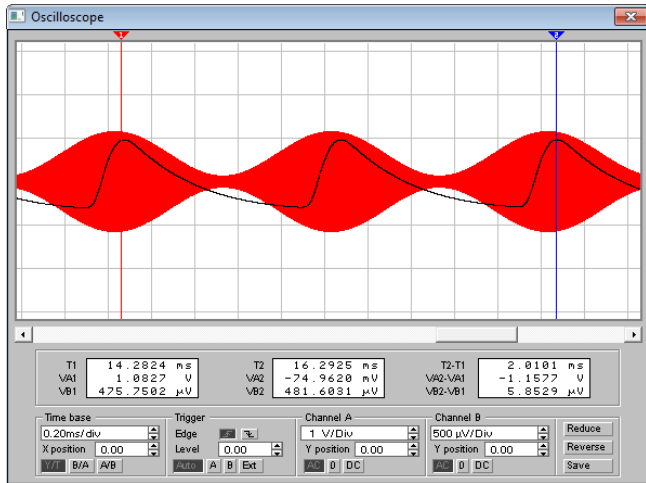 Oscilloscope
1 2
T1 14.2824 ms T2 16.2925 ms T2-T1 2.0101 ms
VA1 1.0827 V VA2 -74.9620 mV VA2-VA1 -1.1577 V
VB1 475.7502 µV VB2 481.6031 µV VB2-VB1 5.8529 µV
Time base Trigger Channel A Channel B
0.20ms/div Edge 1 V/Div 500 µV/Div Reduce
X position 0.00 Level 0.00 Y position 0.00 Y position 0.00 Reverse
Y/T B/A A/B Auto A B Ext AC 0 DC AC 0 DC Save